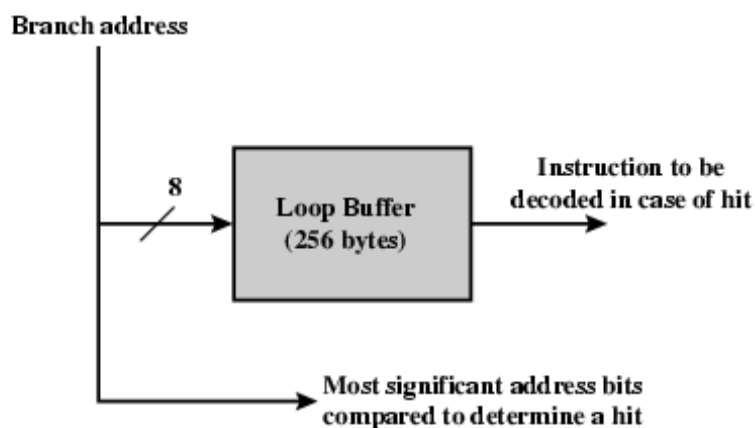 Branch address
8
Loop Buffer
(256 bytes)
Instruction to be
decoded in case of hit
Most significant address bits
compared to determine a hit